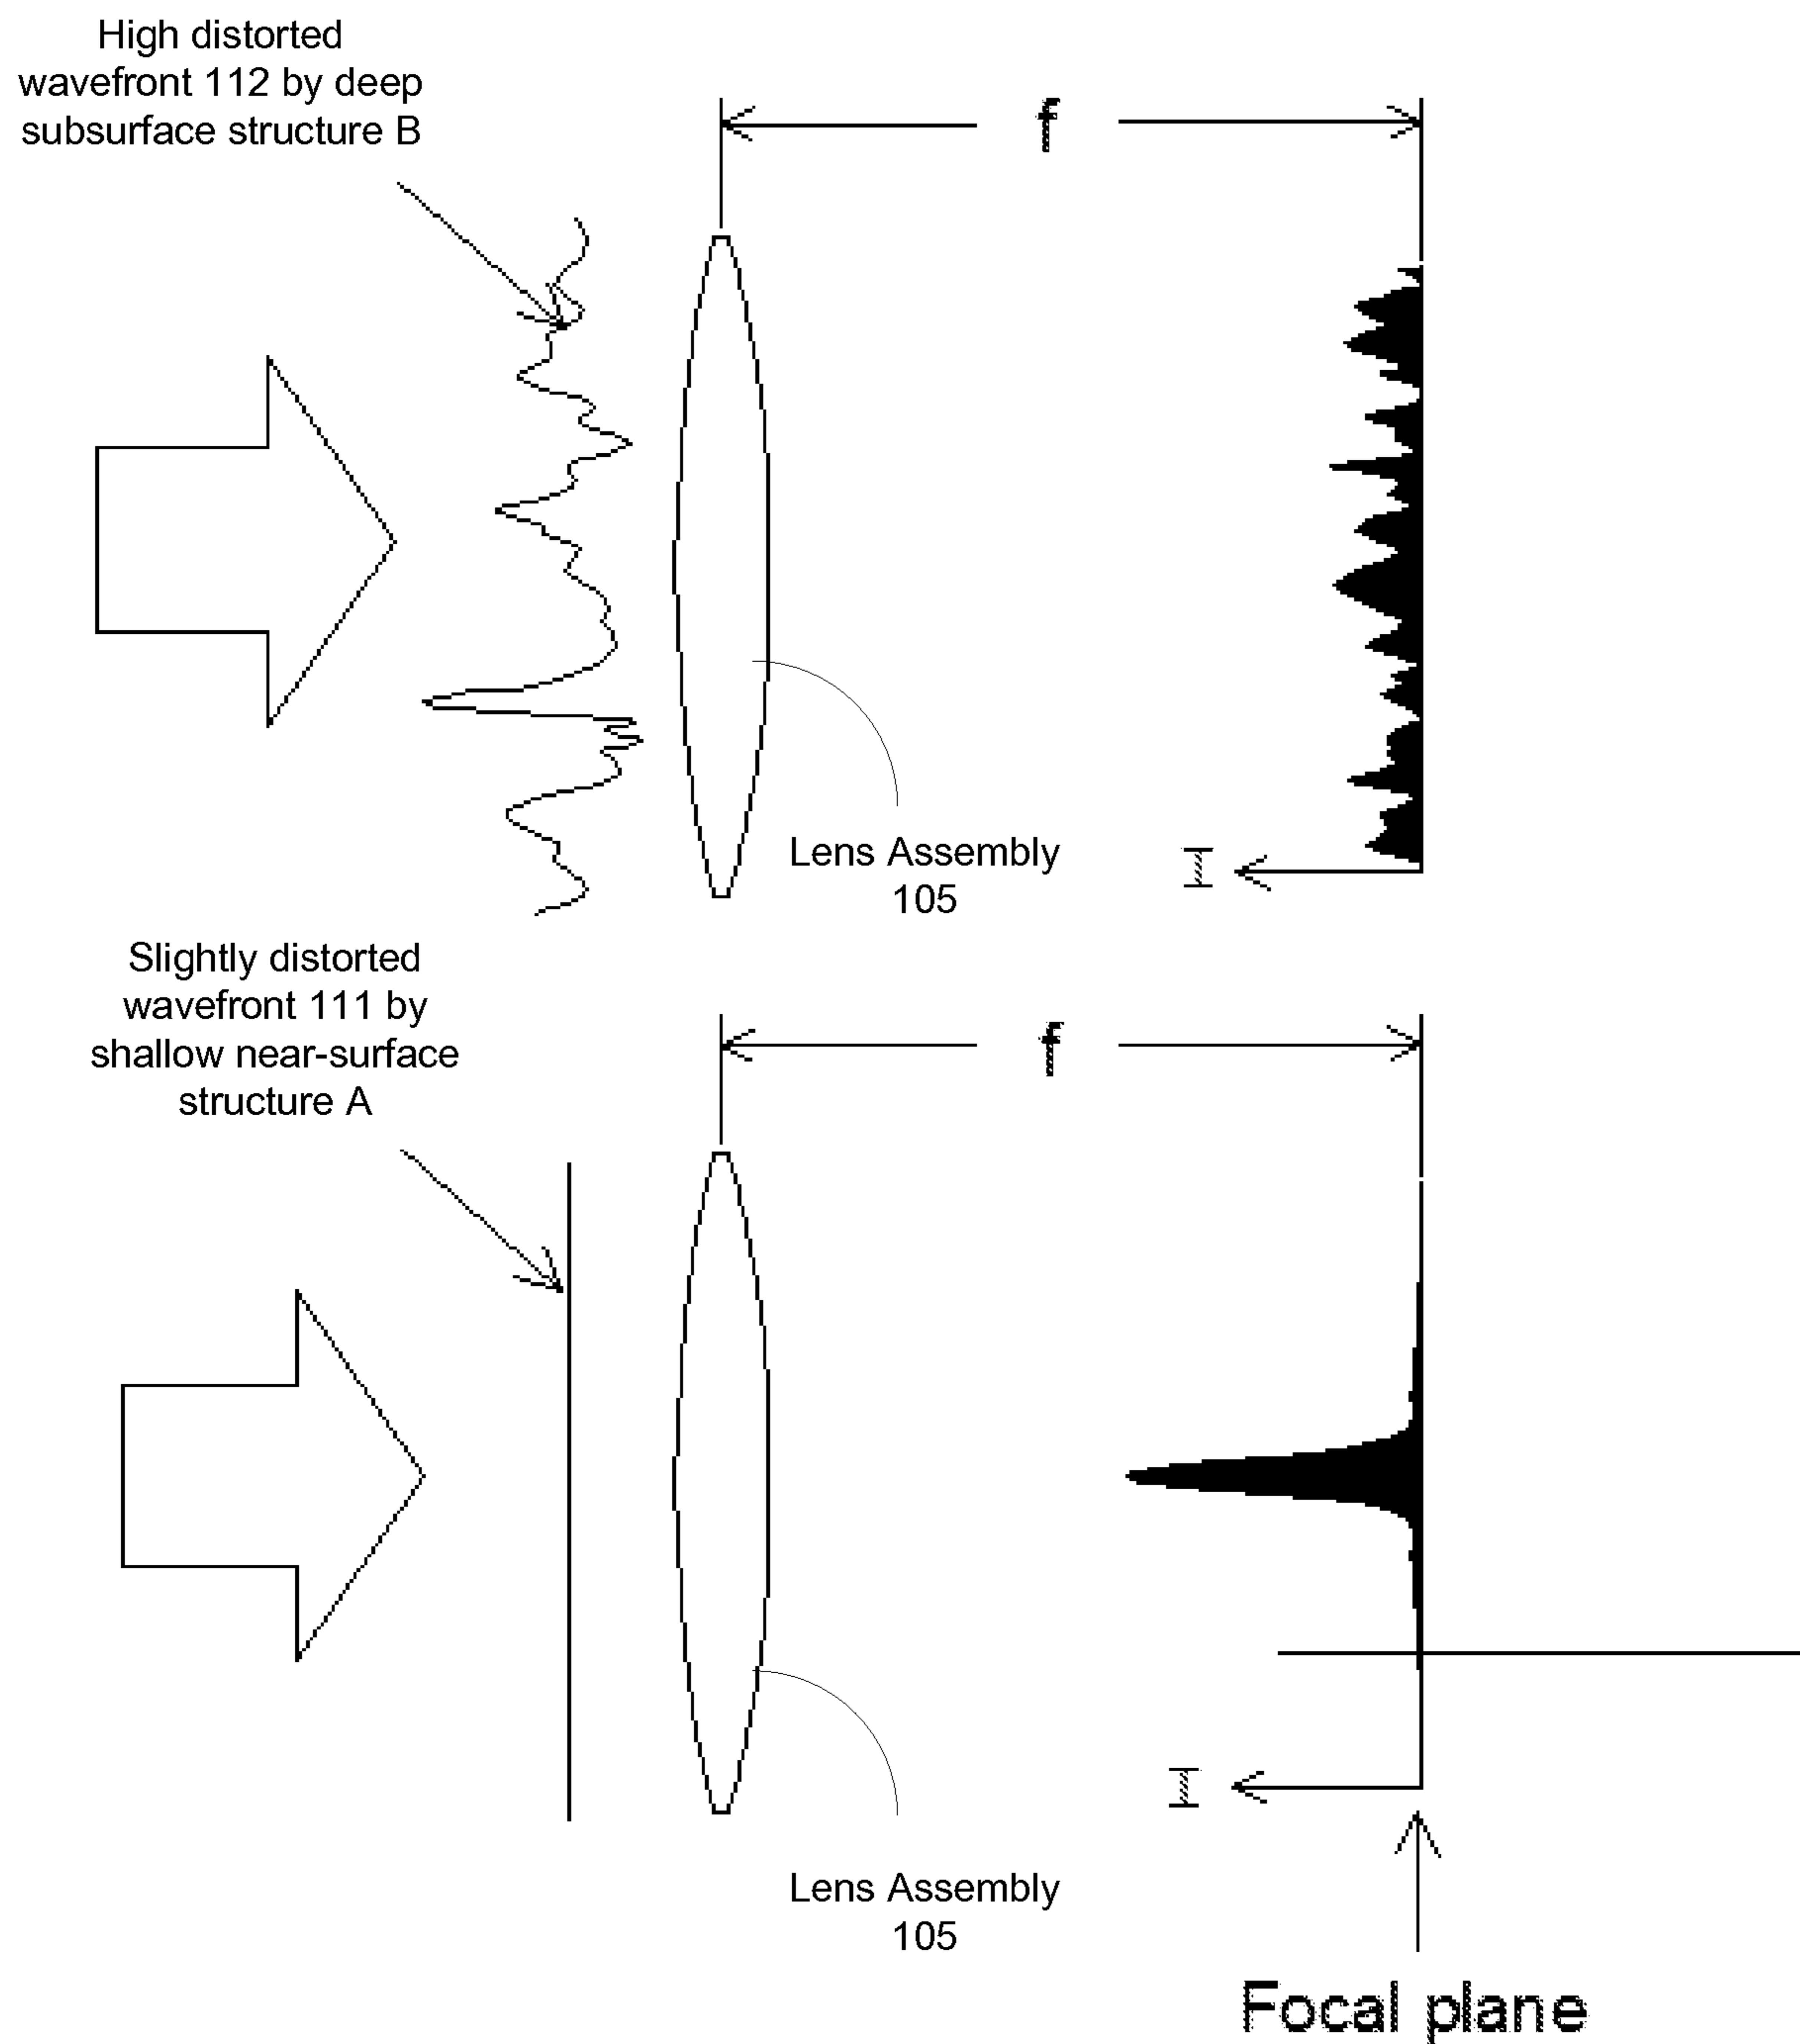 High distorted
wavefront 112 by deep
subsurface structure B
f
Lens Assembly
105
I
Slightly distorted
wavefront 111 by
shallow near-surface
structure A
f
Lens Assembly
105
I
Focal plane